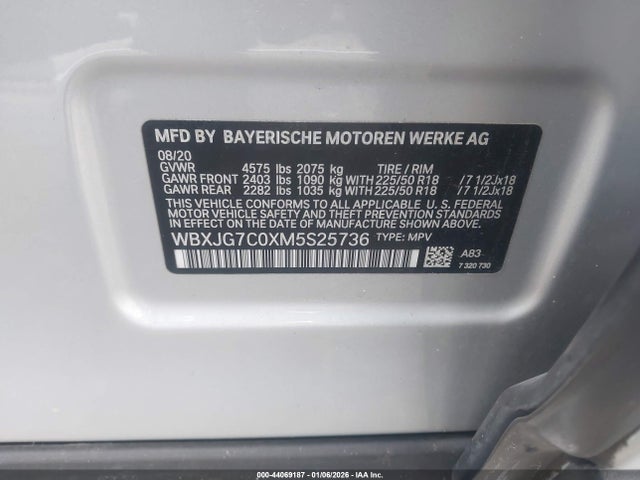 MFD BY BAYERISCHE MOTOREN WERKE AG
08/20
GVWR 4575 lbs 2075 kg TIRE / RIM
GAWR FRONT 2403 lbs 1090 kg WITH 225/50 R18 /7 1/2Jx18
GAWR REAR 2282 lbs 1035 kg WITH 225/50 R18 /7 1/2Jx18
THIS VEHICLE CONFORMS TO ALL APPLICABLE U. S. FEDERAL
MOTOR VEHICLE SAFETY, BUMPER, AND THEFT PREVENTION
STANDARDS IN EFFECT ON THE DATE OF MANUFACTURE SHOWN ABOVE.
WBXJG7C0XM5S25736 TYPE: MPV
A83
7 320 730
000-44069187 - 01/06/2026 - © IAA Inc.